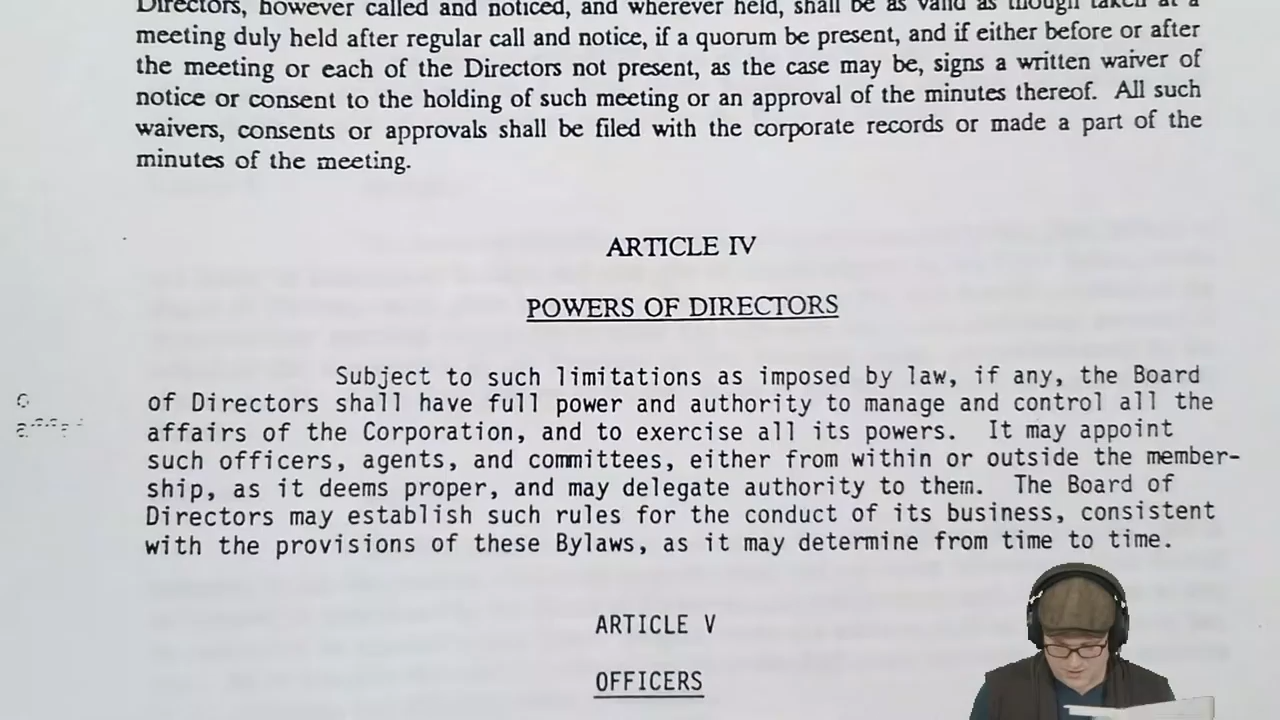 Directors, however called and noticed, and wherever held, shall be as valid as though taken at a
meeting duly held after regular call and notice, if a quorum be present, and if either before or after
the meeting or each of the Directors not present, as the case may be, signs a written waiver of
notice or consent to the holding of such meeting or an approval of the minutes thereof. All such
waivers, consents or approvals shall be filed with the corporate records or made a part of the
minutes of the meeting.
ARTICLE IV
POWERS OF DIRECTORS
Subject to such limitations as imposed by law, if any, the Board
of Directors shall have full power and authority to manage and control all the
affairs of the Corporation, and to exercise all its powers. It may appoint
such officers, agents, and committees, either from within or outside the member-
ship, as it deems proper, and may delegate authority to them. The Board of
Directors may establish such rules for the conduct of its business, consistent
with the provisions of these Bylaws, as it may determine from time to time.
ARTICLE V
OFFICERS